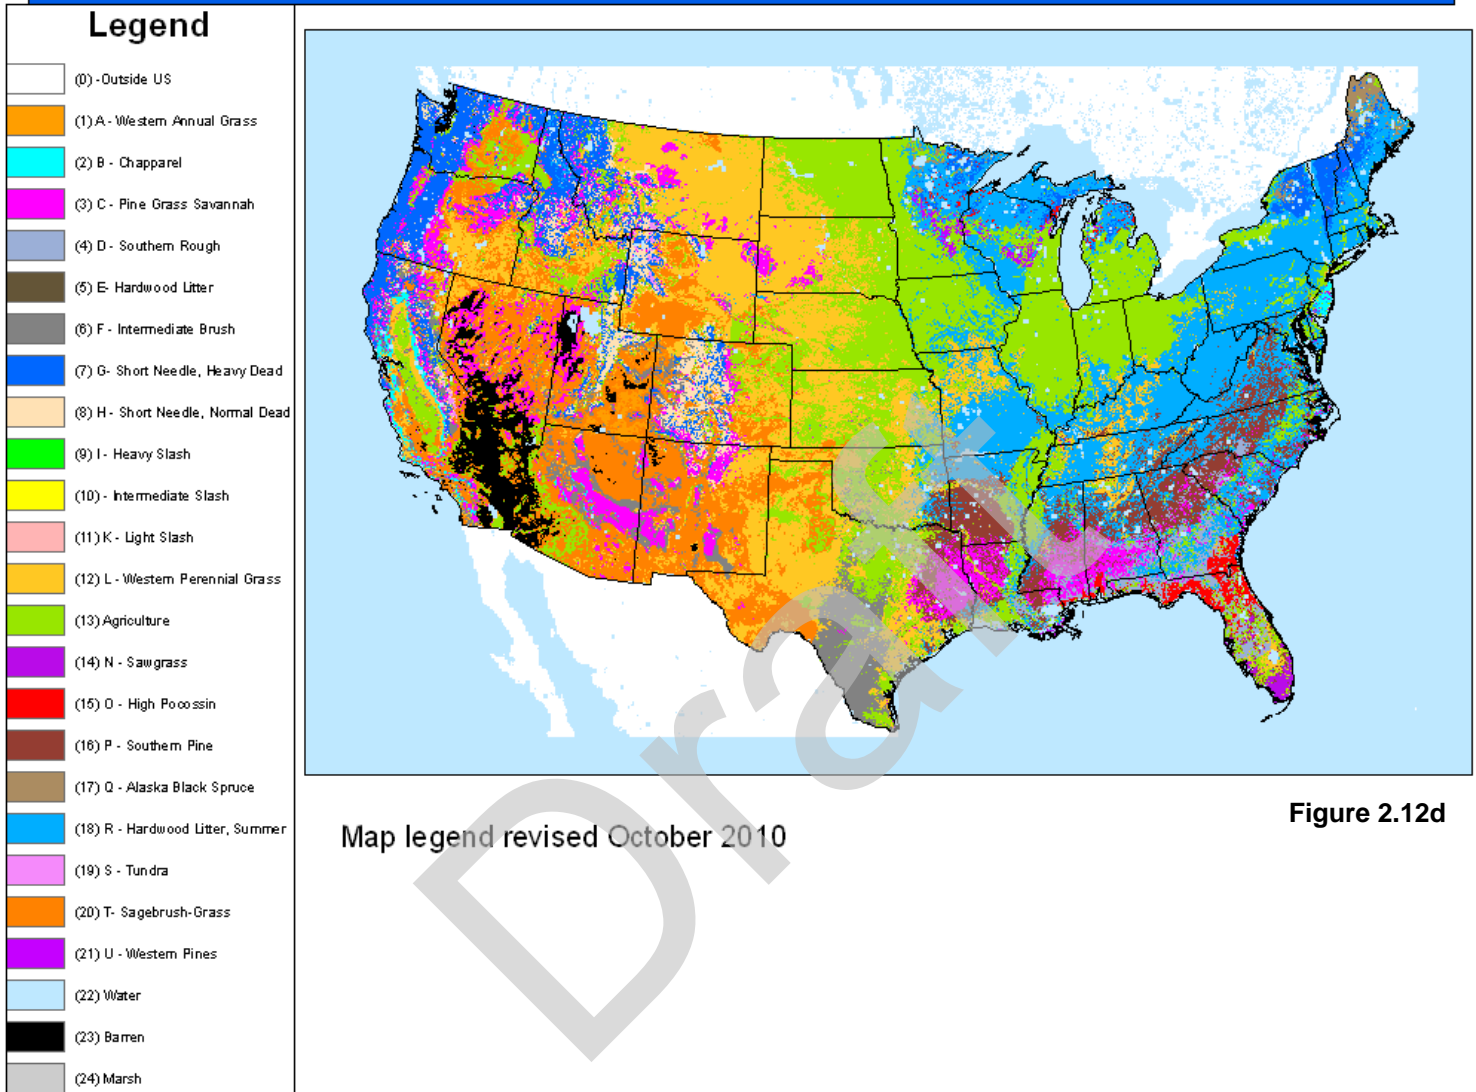 Legend
(0) -Outside US
(1) A - Western Annual Grass
(2) B - Chapparel
(3) C - Pine Grass Savannah
(4) D - Southern Rough
(5) E- Hardwood Litter
(6) F - Intermediate Brush
(7) G- Short Needle, Heavy Dead
(8) H - Short Needle, Normal Dead
(9) I - Heavy Slash
(10) - Intermediate Slash
(11) K - Light Slash
(12) L - Western Perennial Grass
(13) Agriculture
(14) N - Sawgrass
(15) O - High Pocossin
(16) P - Southern Pine
(17) Q - Alaska Black Spruce
(18) R - Hardwood Litter, Summer
(19) S - Tundra
(20) T- Sagebrush-Grass
(21) U - Western Pines
(22) Water
(23) Barren
(24) Marsh
Draft
Figure 2.12d
Map legend revised October 2010